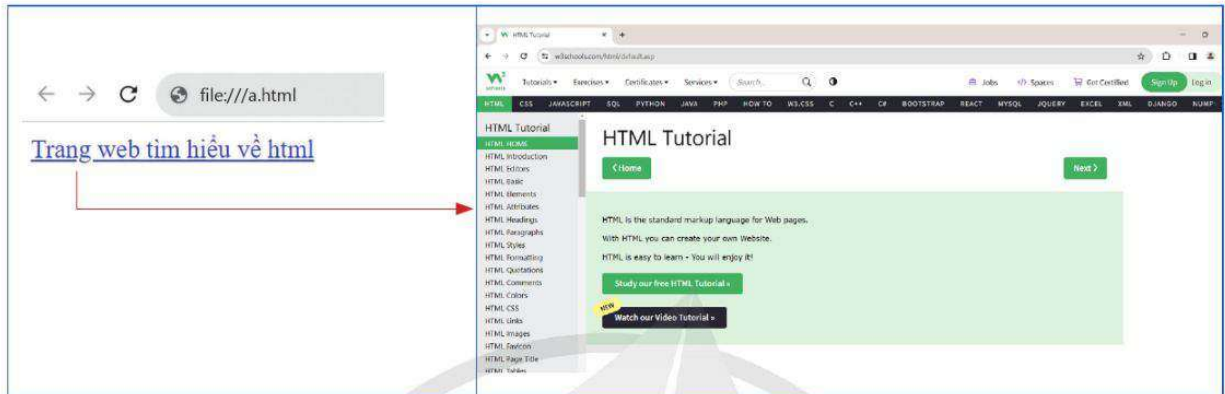 file:///a.html
Trang web tìm hiểu về html
HTML Tutorial
w3schools.com/html/default.asp
Tutorials Exercises Certificates Services Search... Jobs Spaces Get Certified Sign Up Log in
HTML CSS JAVASCRIPT SQL PYTHON JAVA PHP HOW TO W3.CSS C C++ C# BOOTSTRAP REACT MYSQL JQUERY EXCEL XML DJANGO NUMP
HTML Tutorial
HTML HOME
HTML Introduction
HTML Editors
HTML Basic
HTML Elements
HTML Attributes
HTML Headings
HTML Paragraphs
HTML Styles
HTML Formatting
HTML Quotations
HTML Comments
HTML Colors
HTML CSS
HTML Links
HTML Images
HTML Favicon
HTML Page Title
HTML Tables
HTML Tutorial
❮ Home
Next ❯
HTML is the standard markup language for Web pages.
With HTML you can create your own Website.
HTML is easy to learn - You will enjoy it!
Study our free HTML Tutorial »
NEW
Watch our Video Tutorial »